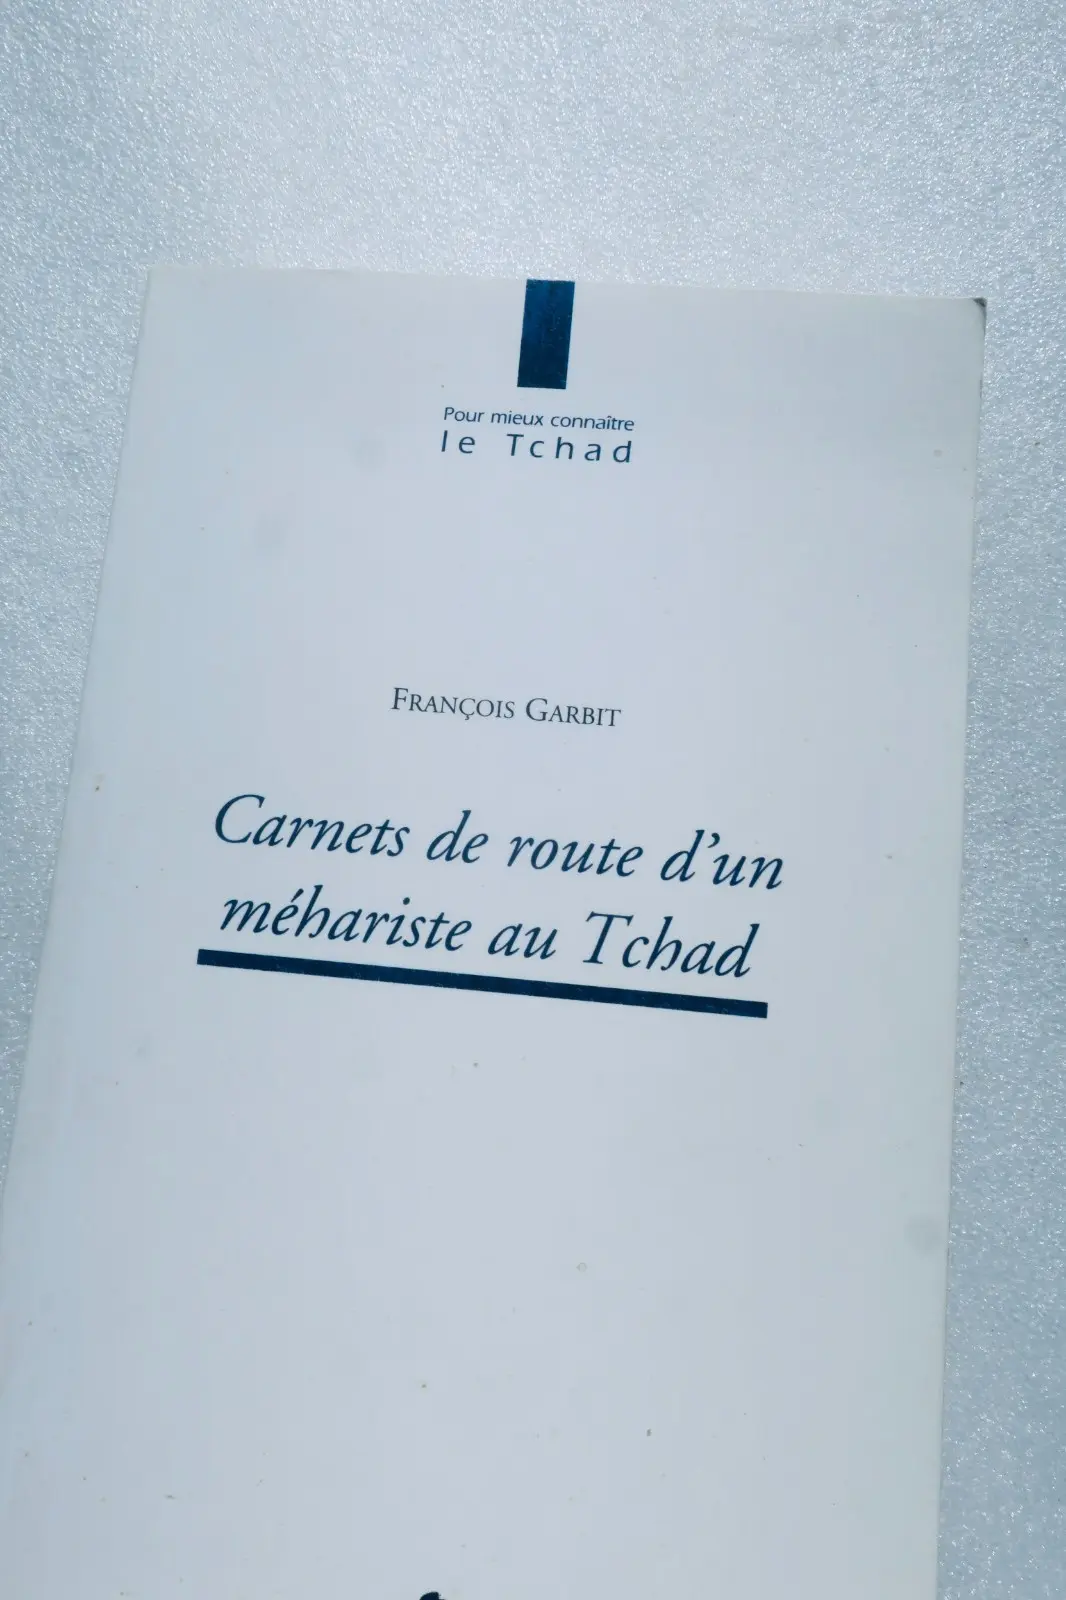 Pour mieux connaître
le Tchad
FRANÇOIS GARBIT
Carnets de route d'un
méhariste au Tchad